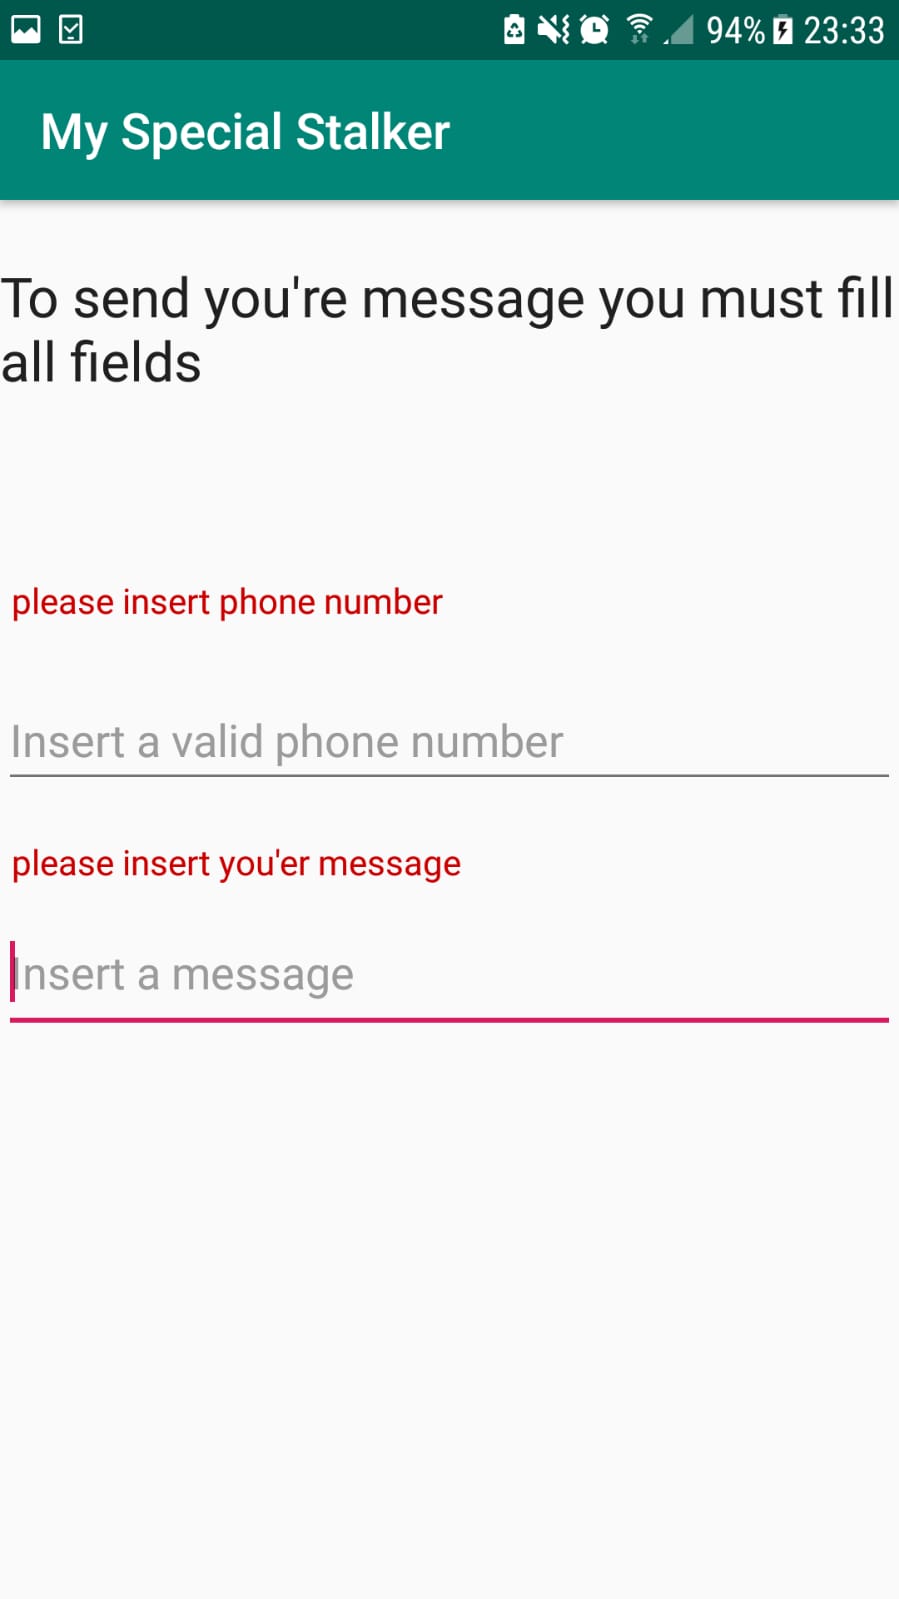 94% 23:33
My Special Stalker
To send you're message you must fill
all fields
please insert phone number
Insert a valid phone number
please insert you'er message
Insert a message